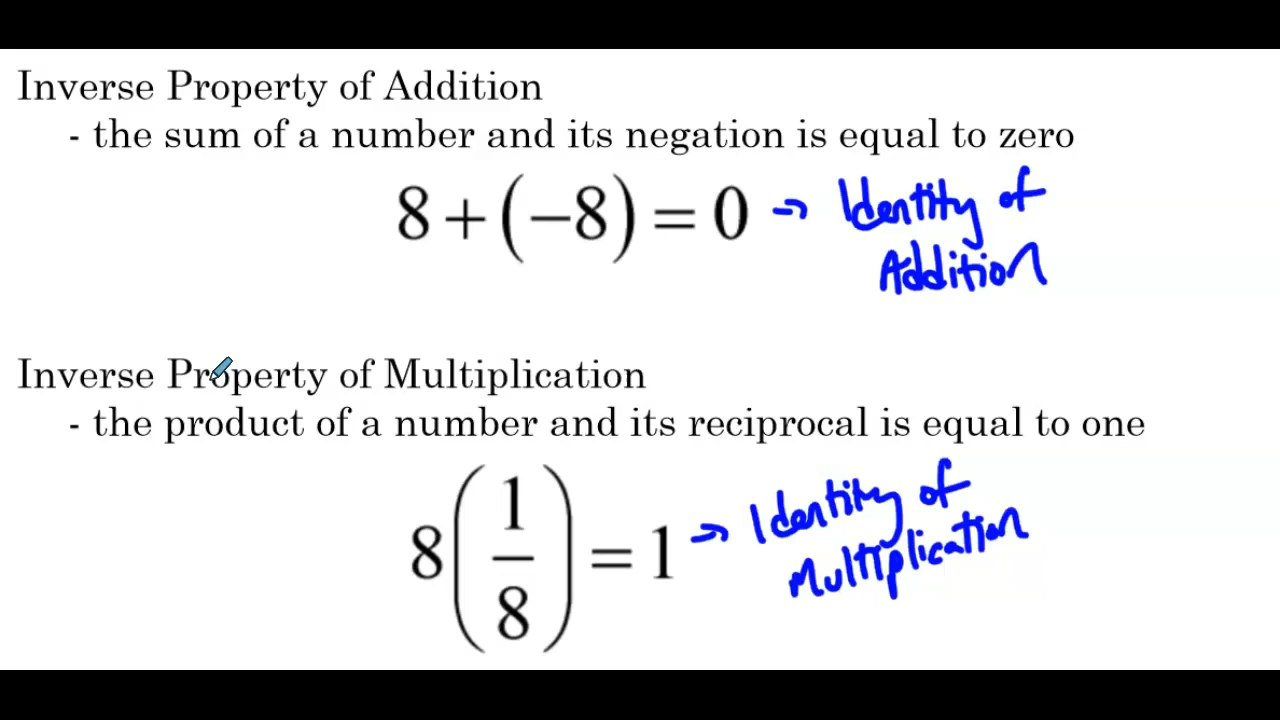 Inverse Property of Addition
- the sum of a number and its negation is equal to zero
8 + (−8) = 0 → Identity of
Addition
Inverse Property of Multiplication
- the product of a number and its reciprocal is equal to one
8(1/8) = 1 → Identity of
Multiplication